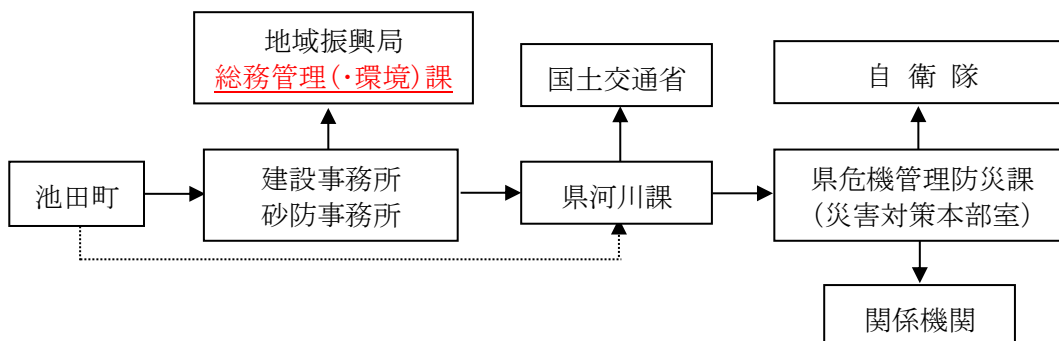 地域振興局
総務管理(・環境)課
国土交通省
自 衛 隊
池田町
建設事務所
砂防事務所
県河川課
県危機管理防災課
(災害対策本部室)
関係機関